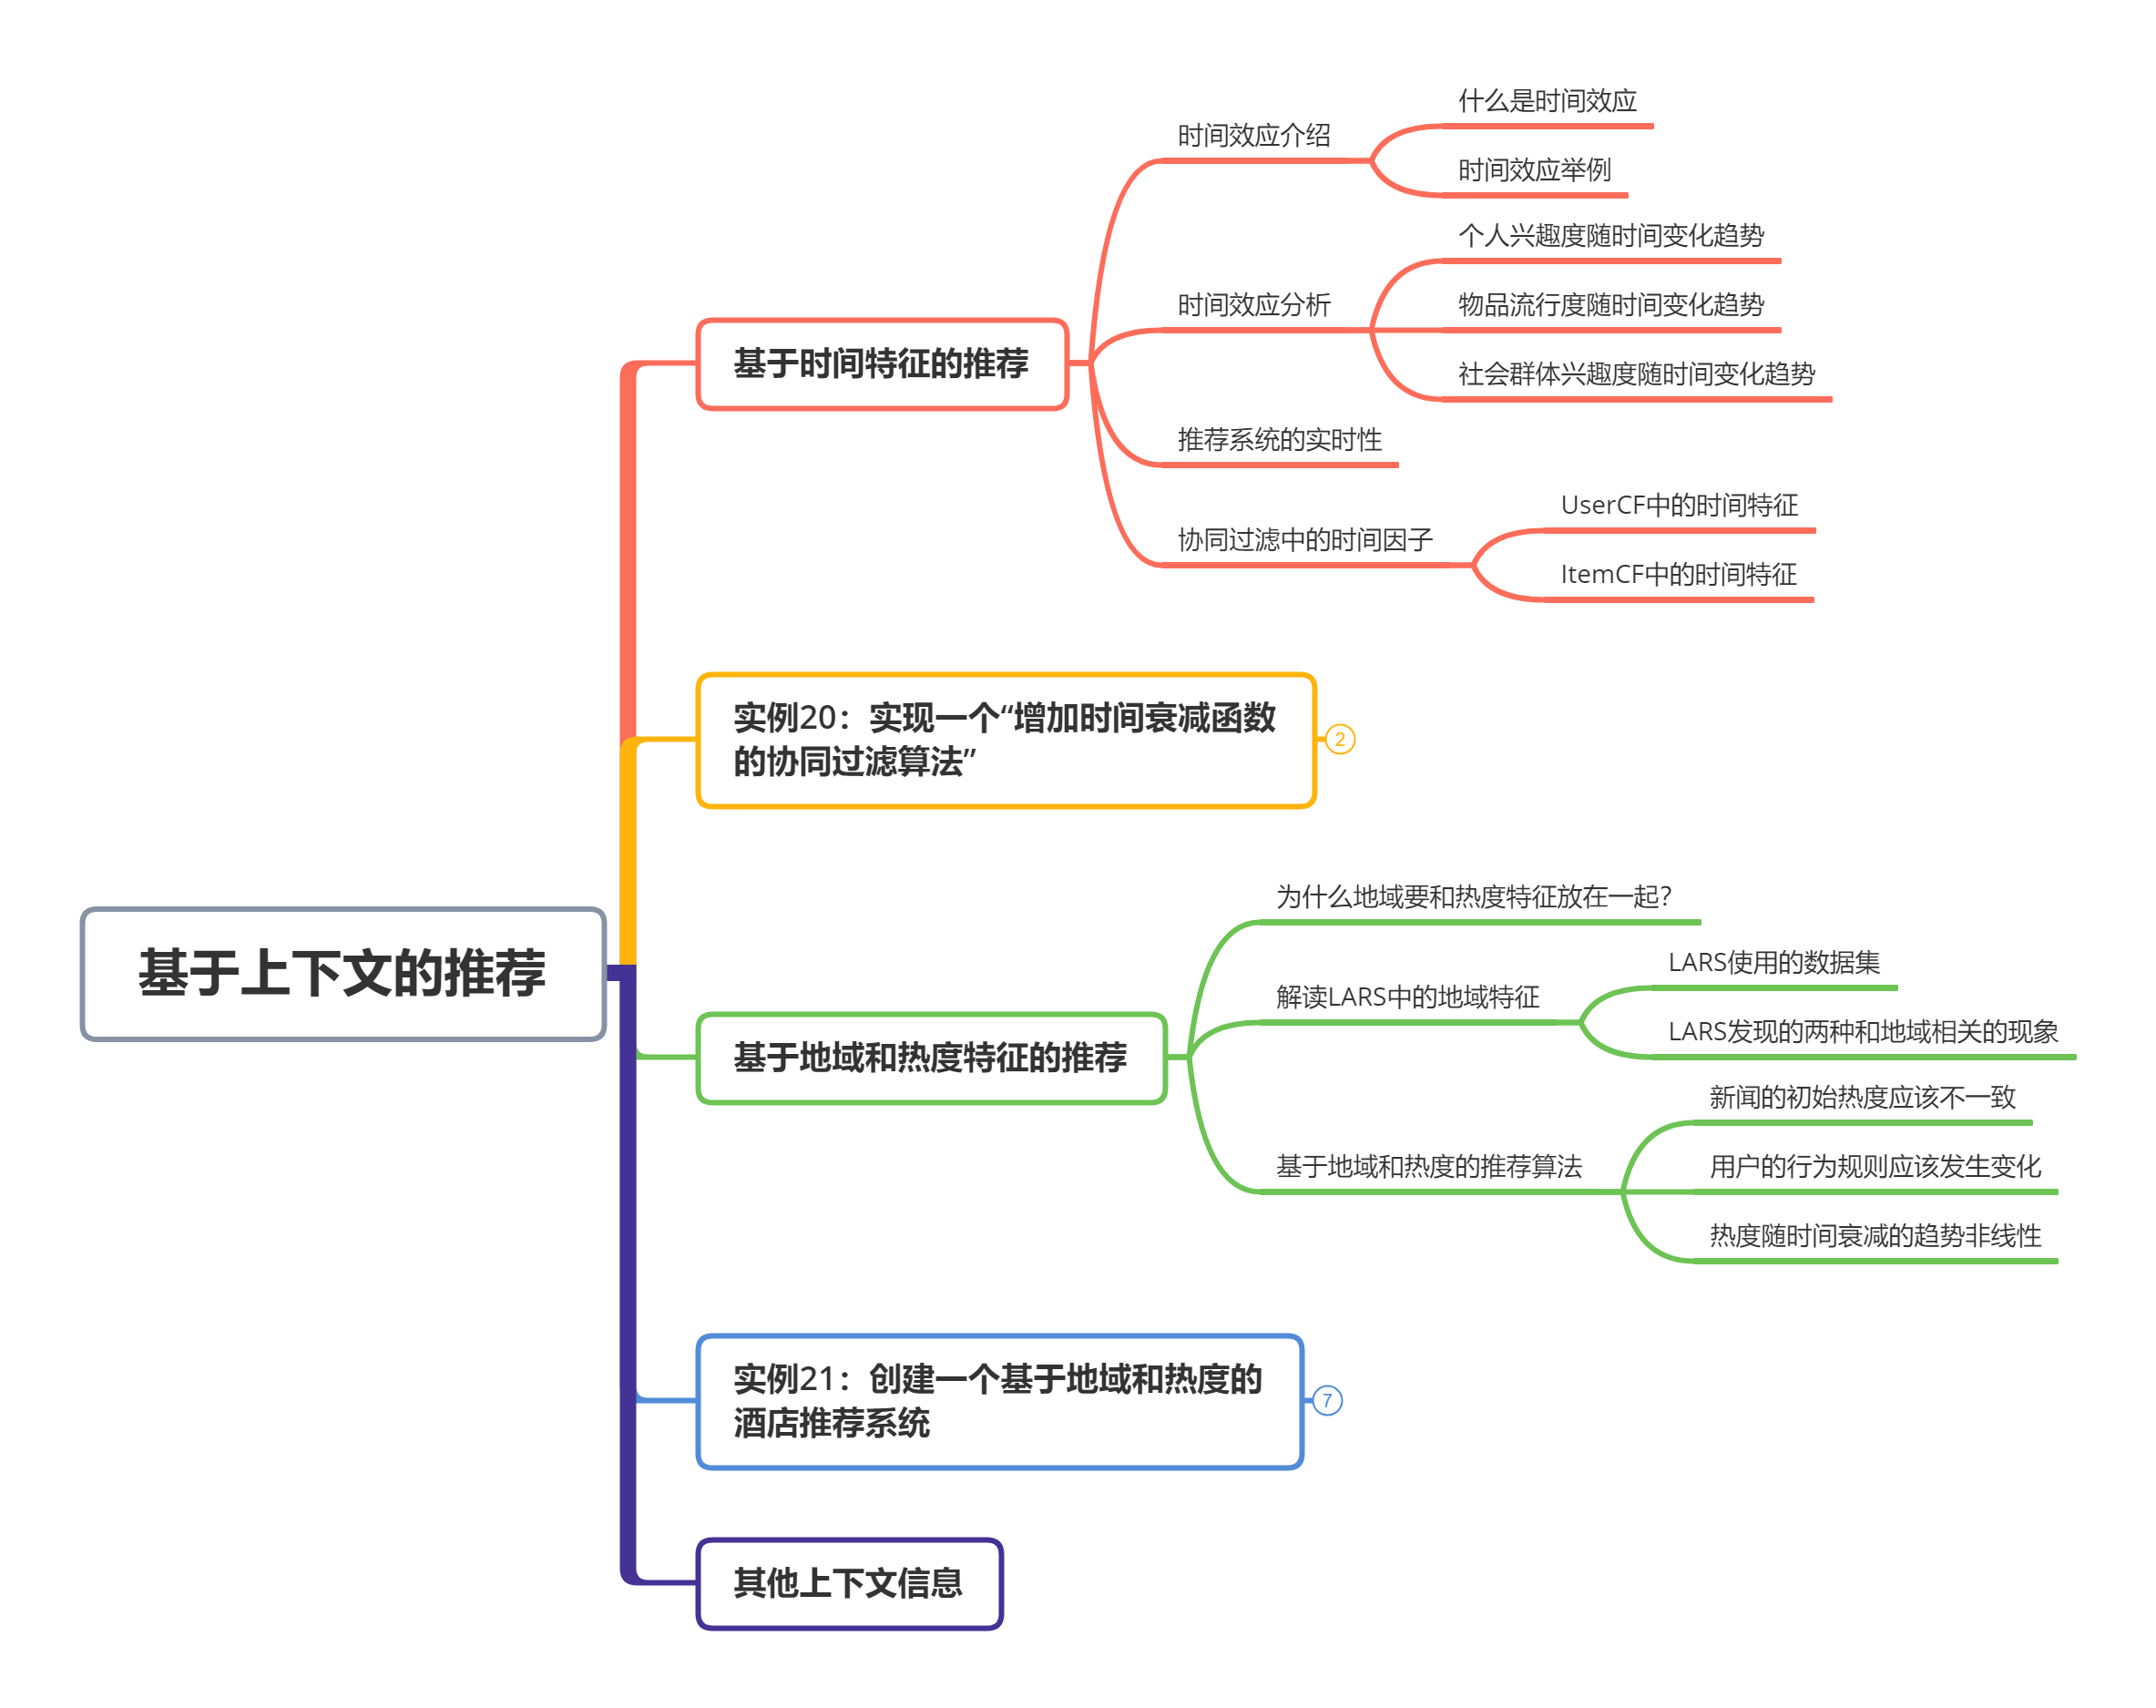 基于上下文的推荐
基于时间特征的推荐
时间效应介绍
什么是时间效应
时间效应举例
时间效应分析
个人兴趣度随时间变化趋势
物品流行度随时间变化趋势
社会群体兴趣度随时间变化趋势
推荐系统的实时性
协同过滤中的时间因子
UserCF中的时间特征
ItemCF中的时间特征
实例20：实现一个“增加时间衰减函数
的协同过滤算法”
2
基于地域和热度特征的推荐
为什么地域要和热度特征放在一起？
解读LARS中的地域特征
LARS使用的数据集
LARS发现的两种和地域相关的现象
基于地域和热度的推荐算法
新闻的初始热度应该不一致
用户的行为规则应该发生变化
热度随时间衰减的趋势非线性
实例21：创建一个基于地域和热度的
酒店推荐系统
7
其他上下文信息